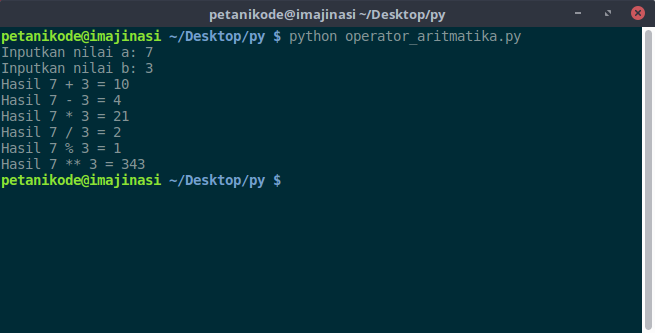 petanikode@imajinasi ~/Desktop/py
petanikode@imajinasi ~/Desktop/py $ python operator_aritmatika.py
Inputkan nilai a: 7
Inputkan nilai b: 3
Hasil 7 + 3 = 10
Hasil 7 - 3 = 4
Hasil 7 * 3 = 21
Hasil 7 / 3 = 2
Hasil 7 % 3 = 1
Hasil 7 ** 3 = 343
petanikode@imajinasi ~/Desktop/py $